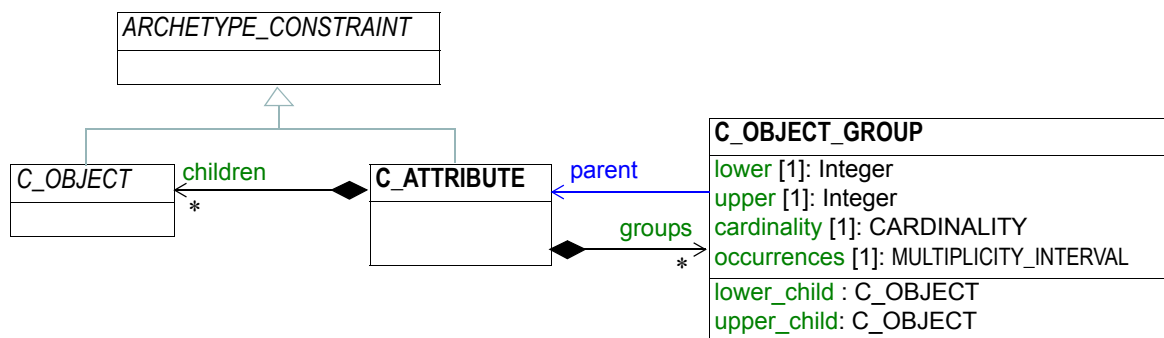 ARCHETYPE_CONSTRAINT
C_OBJECT_GROUP
lower [1]: Integer
upper [1]: Integer
cardinality [1]: CARDINALITY
occurrences [1]: MULTIPLICITY_INTERVAL
lower_child : C_OBJECT
upper_child: C_OBJECT
C_OBJECT
children
*
C_ATTRIBUTE
parent
groups
*